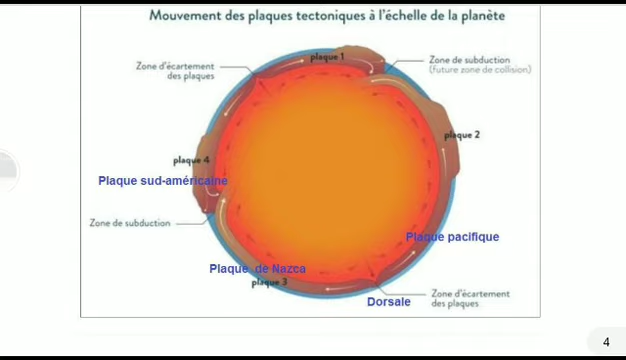 Mouvement des plaques tectoniques à l'échelle de la planète
plaque 1
Zone d'écartement
des plaques
Zone de subduction
(future zone de collision)
plaque 2
plaque 4
Plaque sud-américaine
Zone de subduction
Plaque pacifique
Plaque de Nazca
plaque 3
Dorsale
Zone d'écartement
des plaques
4